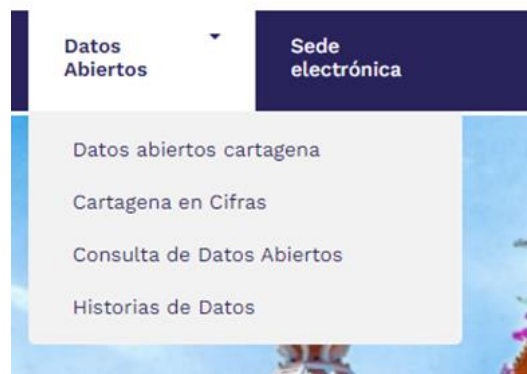 Datos
Abiertos
Sede
electrónica
Datos abiertos cartagena
Cartagena en Cifras
Consulta de Datos Abiertos
Historias de Datos